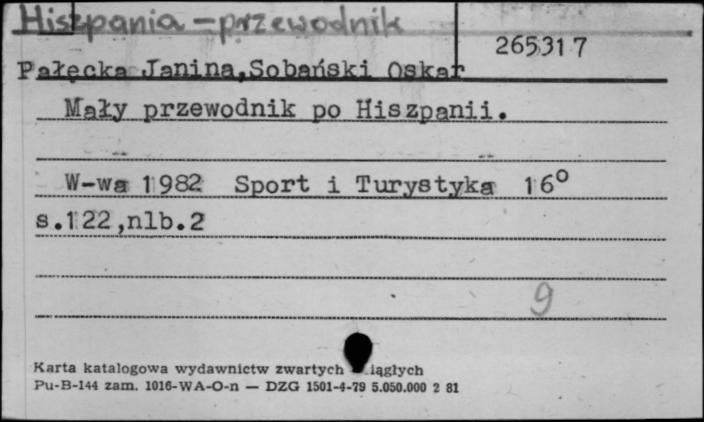 Hiszpania – przewodnik
265317
Pałęcka Janina, Sobański Oskar
Mały przewodnik po Hiszpanii.
W-wa 1982 Sport i Turystyka 16°
s.122,nlb.2
9
Karta katalogowa wydawnictw zwartych iągłych
Pu-B-144 zam. 1016-WA-O-n — DZG 1501-4-79 5.050.000 2 81